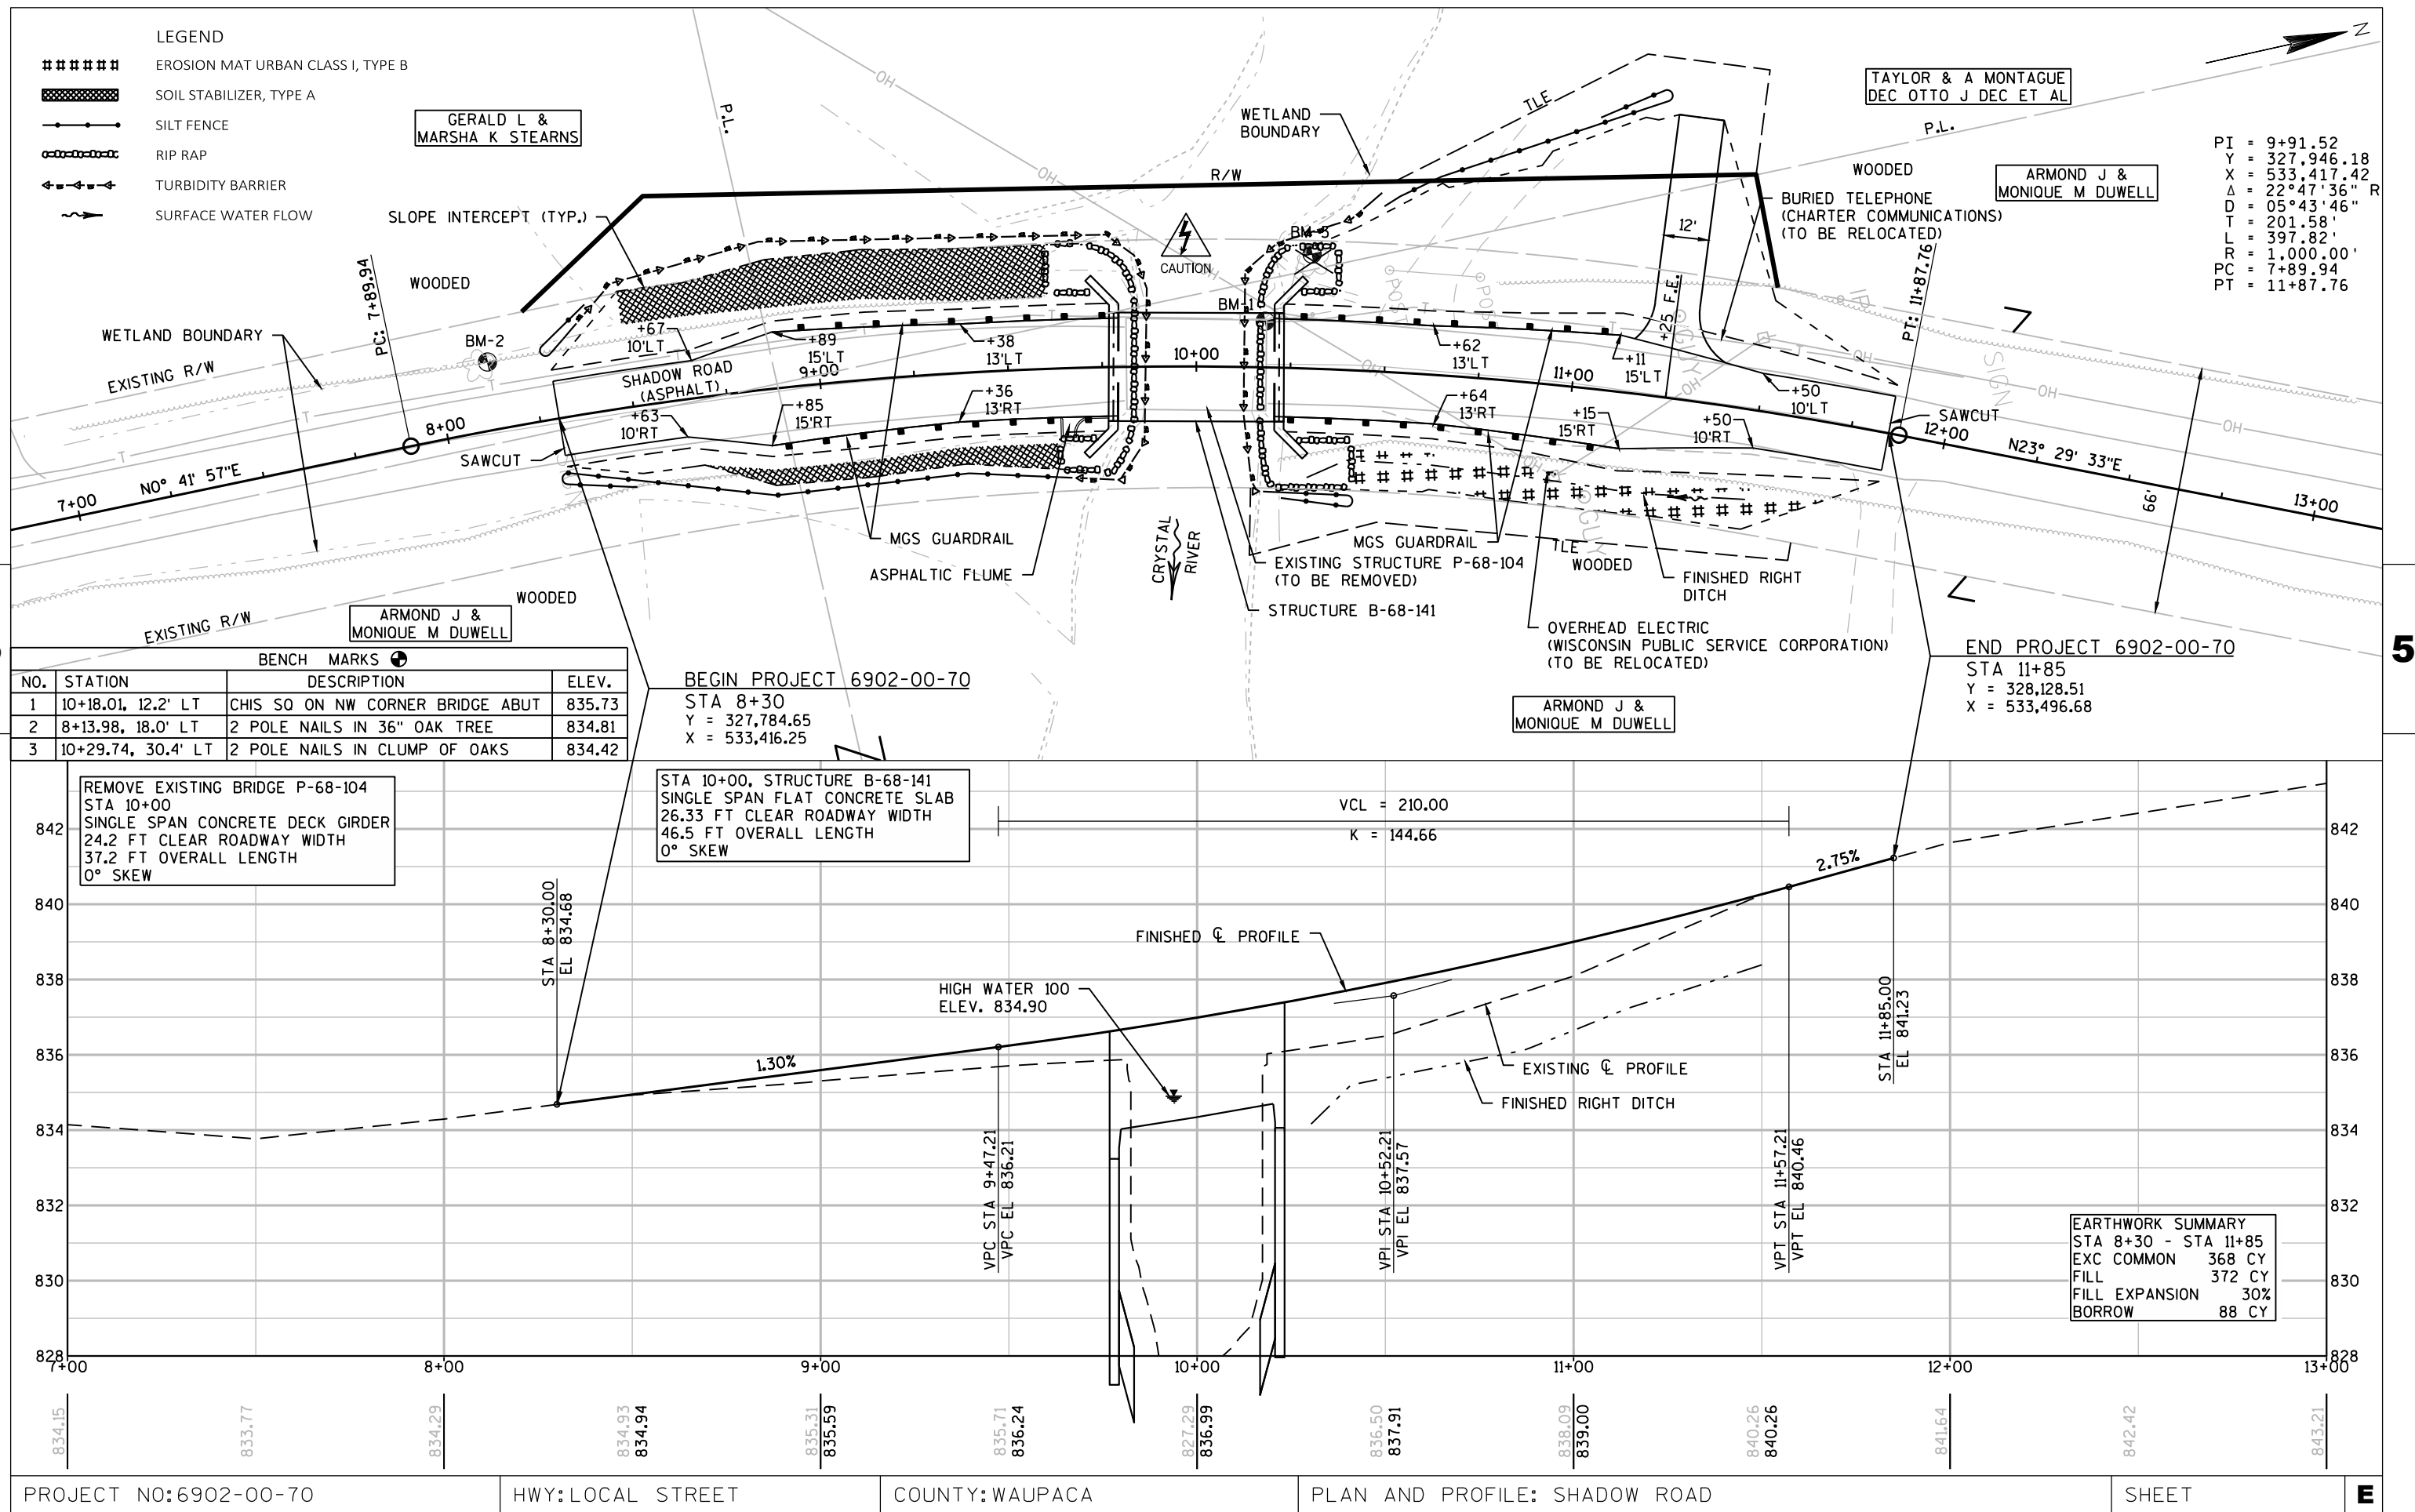 LEGEND
EROSION MAT URBAN CLASS I, TYPE B
SOIL STABILIZER, TYPE A
SILT FENCE
RIP RAP
TURBIDITY BARRIER
SURFACE WATER FLOW
GERALD L &
MARSHA K STEARNS
P.L.
OH
OH
WETLAND
BOUNDARY
TLE
R/W
TAYLOR & A MONTAGUE
DEC OTTO J DEC ET AL
P.L.
N
WOODED
ARMOND J &
MONIQUE M DUWELL
PI = 9+91.52
Y = 327,946.18
X = 533,417.42
Δ = 22°47'36" R
D = 05°43'46"
T = 201.58'
L = 397.82'
R = 1,000.00'
PC = 7+89.94
PT = 11+87.76
BURIED TELEPHONE
(CHARTER COMMUNICATIONS)
(TO BE RELOCATED)
SLOPE INTERCEPT (TYP.)
CAUTION
BM-3
12'
+25 F.E.
PT: 11+87.76
WOODED
PC: 7+89.94
WETLAND BOUNDARY
BM-2
BM-1
EXISTING R/W
+67
10'LT
+89
15'LT
+38
13'LT
+62
13'LT
+11
15'LT
+50
10'LT
SHADOW ROAD
(ASPHALT)
9+00
10+00
11+00
SIGN
OH
OH
OH
+63
10'RT
+85
15'RT
+36
13'RT
+64
13'RT
+15
15'RT
+50
10'RT
SAWCUT
12+00
8+00
SAWCUT
N23° 29' 33"E
7+00
N0° 41' 57"E
66'
13+00
GUY
MGS GUARDRAIL
ASPHALTIC FLUME
CRYSTAL
RIVER
MGS GUARDRAIL
EXISTING STRUCTURE P-68-104
(TO BE REMOVED)
STRUCTURE B-68-141
TLE
WOODED
FINISHED RIGHT
DITCH
OVERHEAD ELECTRIC
(WISCONSIN PUBLIC SERVICE CORPORATION)
(TO BE RELOCATED)
WOODED
ARMOND J &
MONIQUE M DUWELL
EXISTING R/W
BENCH MARKS
NO. STATION DESCRIPTION ELEV.
1 10+18.01, 12.2' LT CHIS SQ ON NW CORNER BRIDGE ABUT 835.73
2 8+13.98, 18.0' LT 2 POLE NAILS IN 36" OAK TREE 834.81
3 10+29.74, 30.4' LT 2 POLE NAILS IN CLUMP OF OAKS 834.42
BEGIN PROJECT 6902-00-70
STA 8+30
Y = 327,784.65
X = 533,416.25
ARMOND J &
MONIQUE M DUWELL
END PROJECT 6902-00-70
STA 11+85
Y = 328,128.51
X = 533,496.68
5
REMOVE EXISTING BRIDGE P-68-104
STA 10+00
SINGLE SPAN CONCRETE DECK GIRDER
24.2 FT CLEAR ROADWAY WIDTH
37.2 FT OVERALL LENGTH
0° SKEW
STA 10+00, STRUCTURE B-68-141
SINGLE SPAN FLAT CONCRETE SLAB
26.33 FT CLEAR ROADWAY WIDTH
46.5 FT OVERALL LENGTH
0° SKEW
VCL = 210.00
K = 144.66
2.75%
842 842
840 840
838 838
836 836
834 834
832 832
830 830
828 828
STA 8+30.00
EL 834.68
FINISHED ℄ PROFILE
HIGH WATER 100
ELEV. 834.90
1.30%
EXISTING ℄ PROFILE
FINISHED RIGHT DITCH
STA 11+85.00
EL 841.23
VPC STA 9+47.21
VPC EL 836.21
VPI STA 10+52.21
VPI EL 837.57
VPT STA 11+57.21
VPT EL 840.46
EARTHWORK SUMMARY
STA 8+30 - STA 11+85
EXC COMMON 368 CY
FILL 372 CY
FILL EXPANSION 30%
BORROW 88 CY
7+00 8+00 9+00 10+00 11+00 12+00 13+00
834.15 833.77 834.29 834.93 834.94 835.31 835.59 835.71 836.24 827.29 836.99 836.50 837.91 838.09 839.00 840.26 840.26 841.64 842.42 843.21
PROJECT NO:6902-00-70 HWY:LOCAL STREET COUNTY:WAUPACA PLAN AND PROFILE: SHADOW ROAD SHEET E